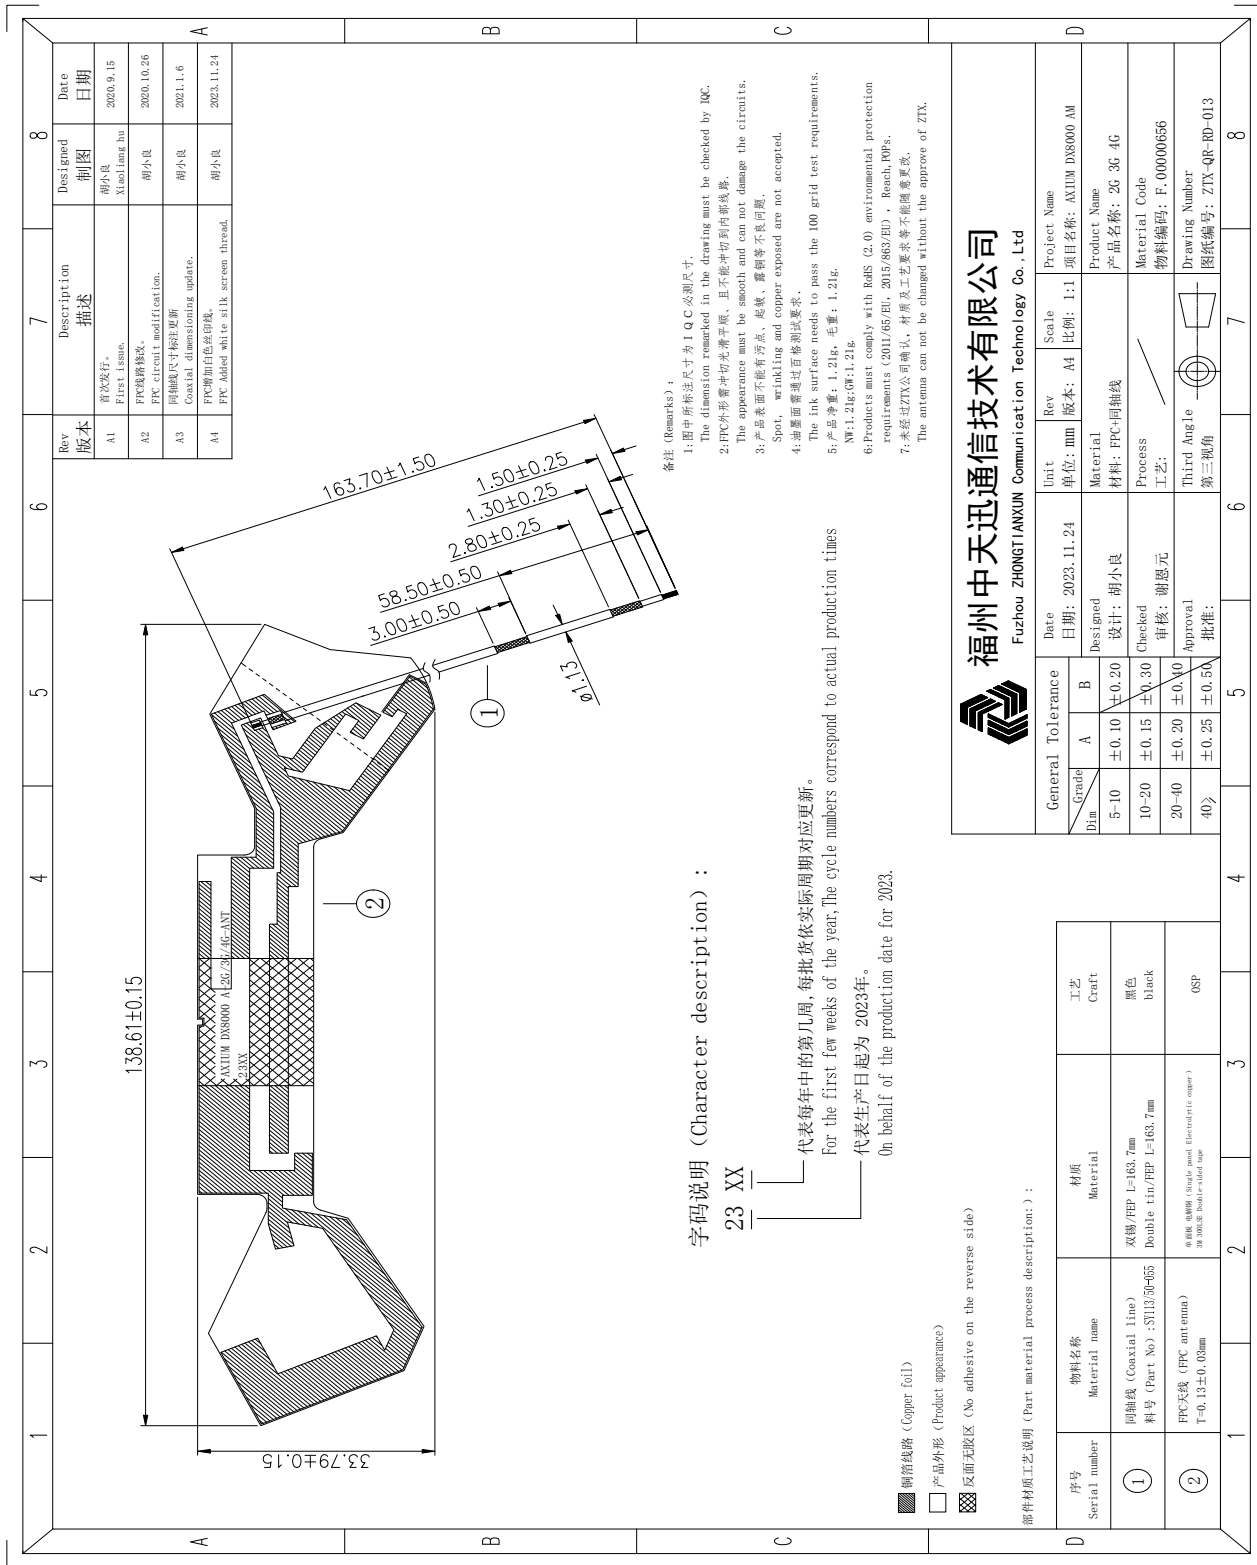 1 2 3 4 5 6 7 8
A
B
C
D
Rev Description Designed Date
版本 描述 制图 日期
A1 首次发行。 First issue. 胡小良 Xiaoliang hu 2020.9.15
A2 FPC线路修改。 FPC circuit modification. 胡小良 2020.10.26
A3 同轴线尺寸标注更新 Coaxial dimensioning update. 胡小良 2021.1.6
A4 FPC增加白色丝印线。 FPC Added white silk screen thread. 胡小良 2023.11.24
138.61±0.15
33.79±0.15
AXIUM DX8000 A-2G/3G/4G-ANT
23XX
163.70±1.50
1.50±0.25
1.30±0.25
2.80±0.25
58.50±0.50
3.00±0.50
ø1.13
①
②
备注(Remarks):
1:图中所标注尺寸为IQC必测尺寸.
The dimension remarked in the drawing must be checked by IQC.
2:FPC外形需冲切光滑平顺、且不能冲切到内部线路.
The appearance must be smooth and can not damage the circuits.
3:产品表面不能有污点、起皱、露铜等不良问题.
Spot, wrinkling and copper exposed are not accepted.
4:油墨面需通过百格测试要求.
The ink surface needs to pass the 100 grid test requirements.
5:产品净重:1.21g, 毛重:1.21g.
NW:1.21g;GW:1.21g.
6:Products must comply with RoHS (2.0) environmental protection
requirements (2011/65/EU, 2015/863/EU), Reach,POPs.
7:未经过ZTX公司确认,材质及工艺要求等不能随意更改.
The antenna can not be changed without the approve of ZTX.
字码说明(Character description):
23 XX
代表每年中的第几周,每批货依实际周期对应更新。
For the first few weeks of the year,The cycle numbers correspond to actual production times
代表生产日起为 2023年。
On behalf of the production date for 2023.
铜箔线路(Copper foil)
产品外形(Product appearance)
反面无胶区(No adhesive on the reverse side)
部件材质工艺说明(Part material process description:):
序号 物料名称 材质 工艺
Serial number Material name Material Craft
① 同轴线(Coaxial line) 双锡/FEP L=163.7mm 黑色
料号(Part No):SY113/50-055 Double tin/FEP L=163.7mm black
② FPC天线(FPC antenna) 单面板 电解铜(Single panel Electrolytic copper) OSP
T=0.13±0.03mm 3M 300LSE Double-sided tape
福州中天迅通信技术有限公司
Fuzhou ZHONGTIANXUN Communication Technology Co.,Ltd
General Tolerance
Dim Grade A B
5-10 ±0.10 ±0.20
10-20 ±0.15 ±0.30
20-40 ±0.20 ±0.40
40> ±0.25 ±0.50
Date
日期: 2023.11.24
Unit
单位: mm
Rev
版本: A4
Scale
比例: 1:1
Project Name
项目名称: AXIUM DX8000 AM
Designed
设计: 胡小良
Material
材料: FPC+同轴线
Product Name
产品名称: 2G 3G 4G
Checked
审核: 谢恩元
Process
工艺:
Material Code
物料编码: F.00000656
Approval
批准:
Third Angle
第三视角
Drawing Number
图纸编号: ZTX-QR-RD-013